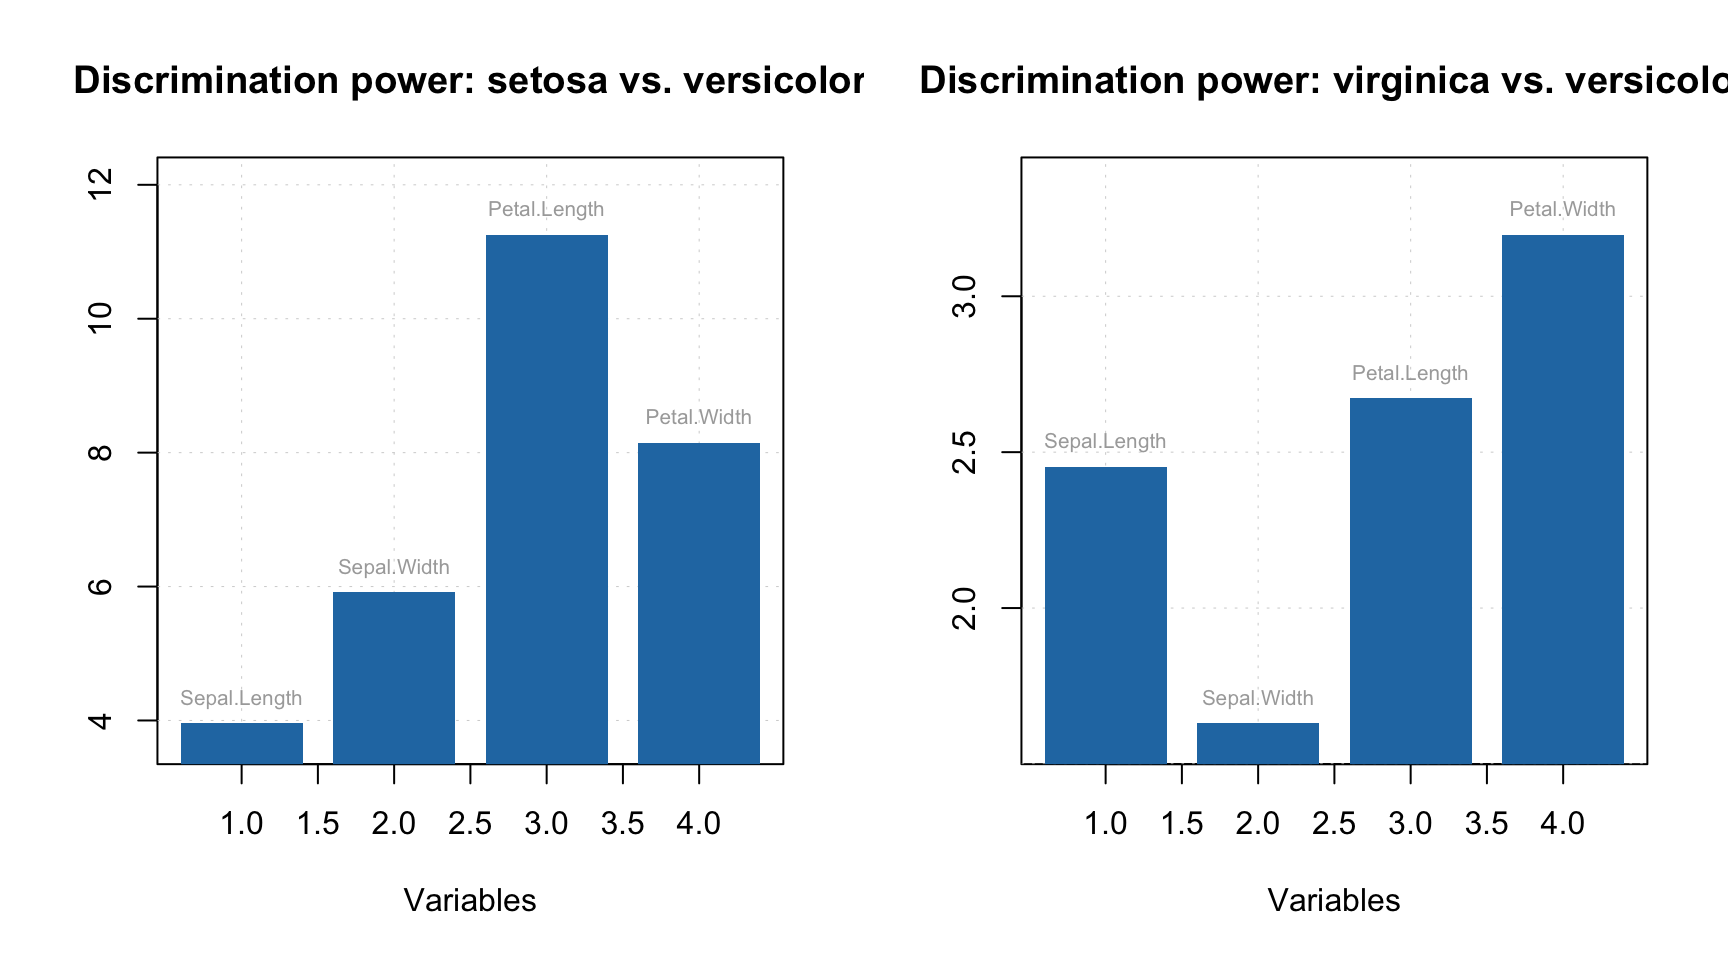 Discrimination power: setosa vs. versicolor
12
10
8
6
4
Petal.Length
Petal.Width
Sepal.Width
Sepal.Length
1.0 1.5 2.0 2.5 3.0 3.5 4.0
Variables
Discrimination power: virginica vs. versicolo
3.0
2.5
2.0
Petal.Width
Petal.Length
Sepal.Length
Sepal.Width
1.0 1.5 2.0 2.5 3.0 3.5 4.0
Variables